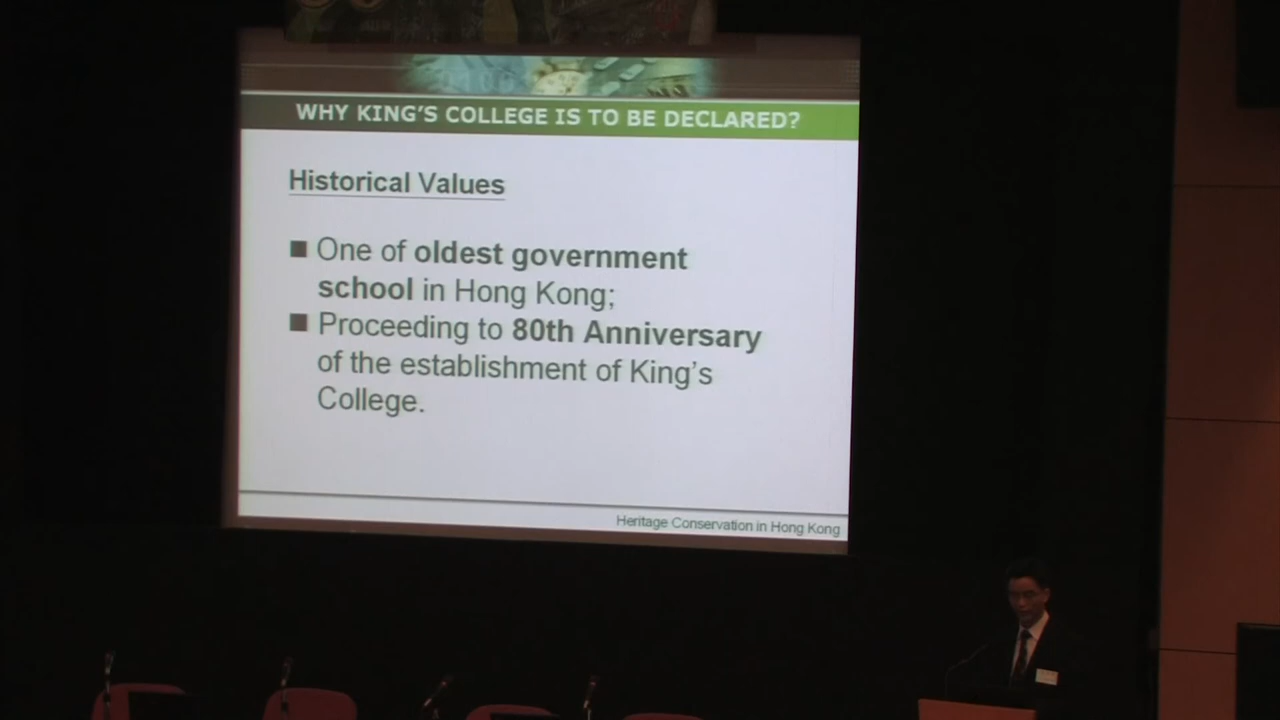 WHY KING'S COLLEGE IS TO BE DECLARED?
Historical Values
One of oldest government
school in Hong Kong;
Proceeding to 80th Anniversary
of the establishment of King's
College.
Heritage Conservation in Hong Kong